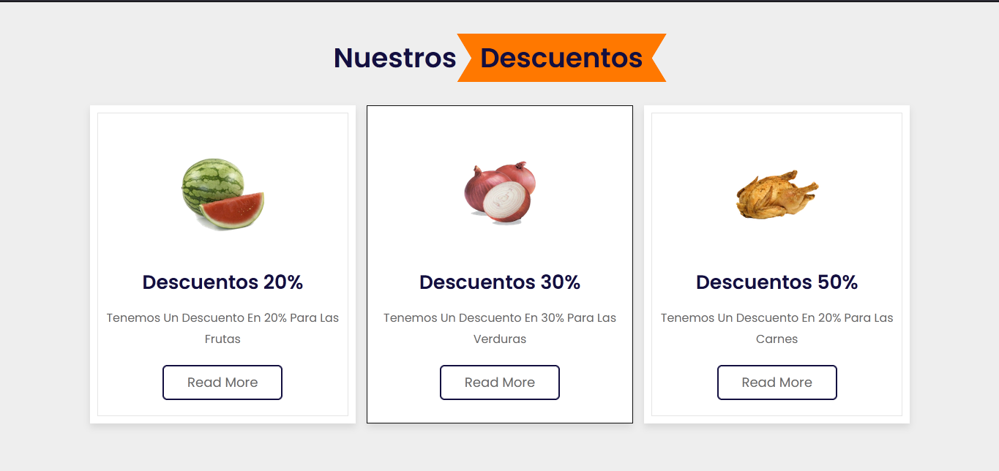 Nuestros Descuentos
Descuentos 20%
Tenemos Un Descuento En 20% Para Las
Frutas
Read More
Descuentos 30%
Tenemos Un Descuento En 30% Para Las
Verduras
Read More
Descuentos 50%
Tenemos Un Descuento En 20% Para Las
Carnes
Read More